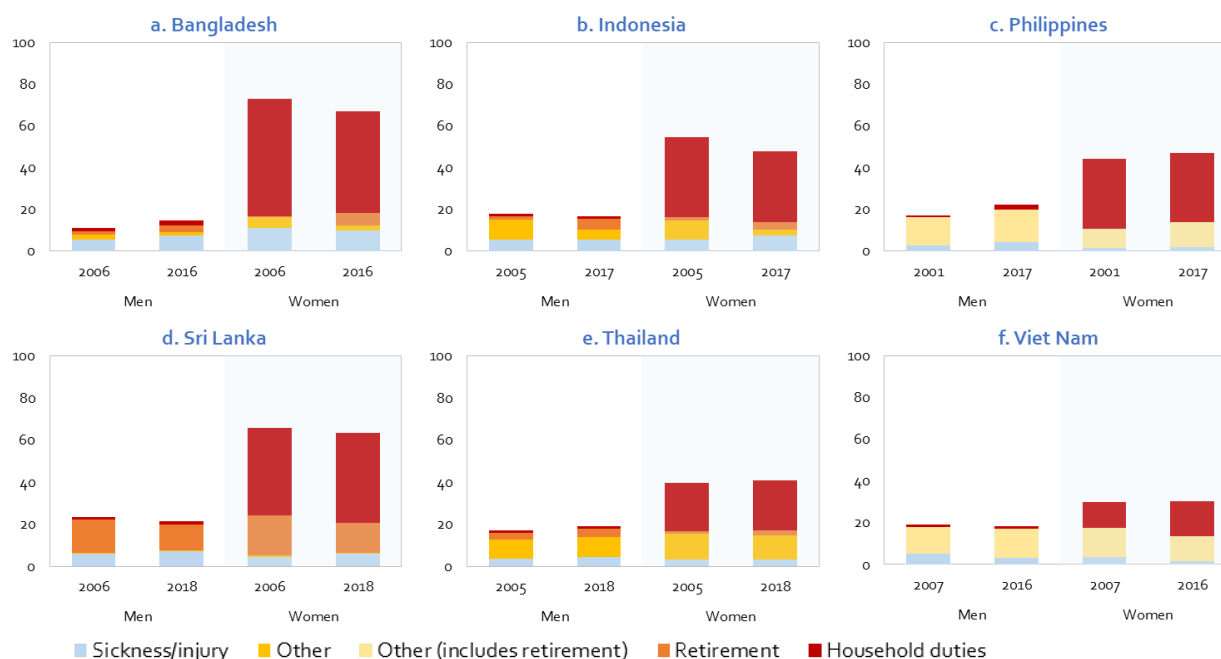 a. Bangladesh
100
80
60
40
20
0
2006 2016 2006 2016
Men Women
b. Indonesia
100
80
60
40
20
0
2005 2017 2005 2017
Men Women
c. Philippines
100
80
60
40
20
0
2001 2017 2001 2017
Men Women
d. Sri Lanka
100
80
60
40
20
0
2006 2018 2006 2018
Men Women
e. Thailand
100
80
60
40
20
0
2005 2018 2005 2018
Men Women
f. Viet Nam
100
80
60
40
20
0
2007 2016 2007 2016
Men Women
Sickness/injury Other Other (includes retirement) Retirement Household duties